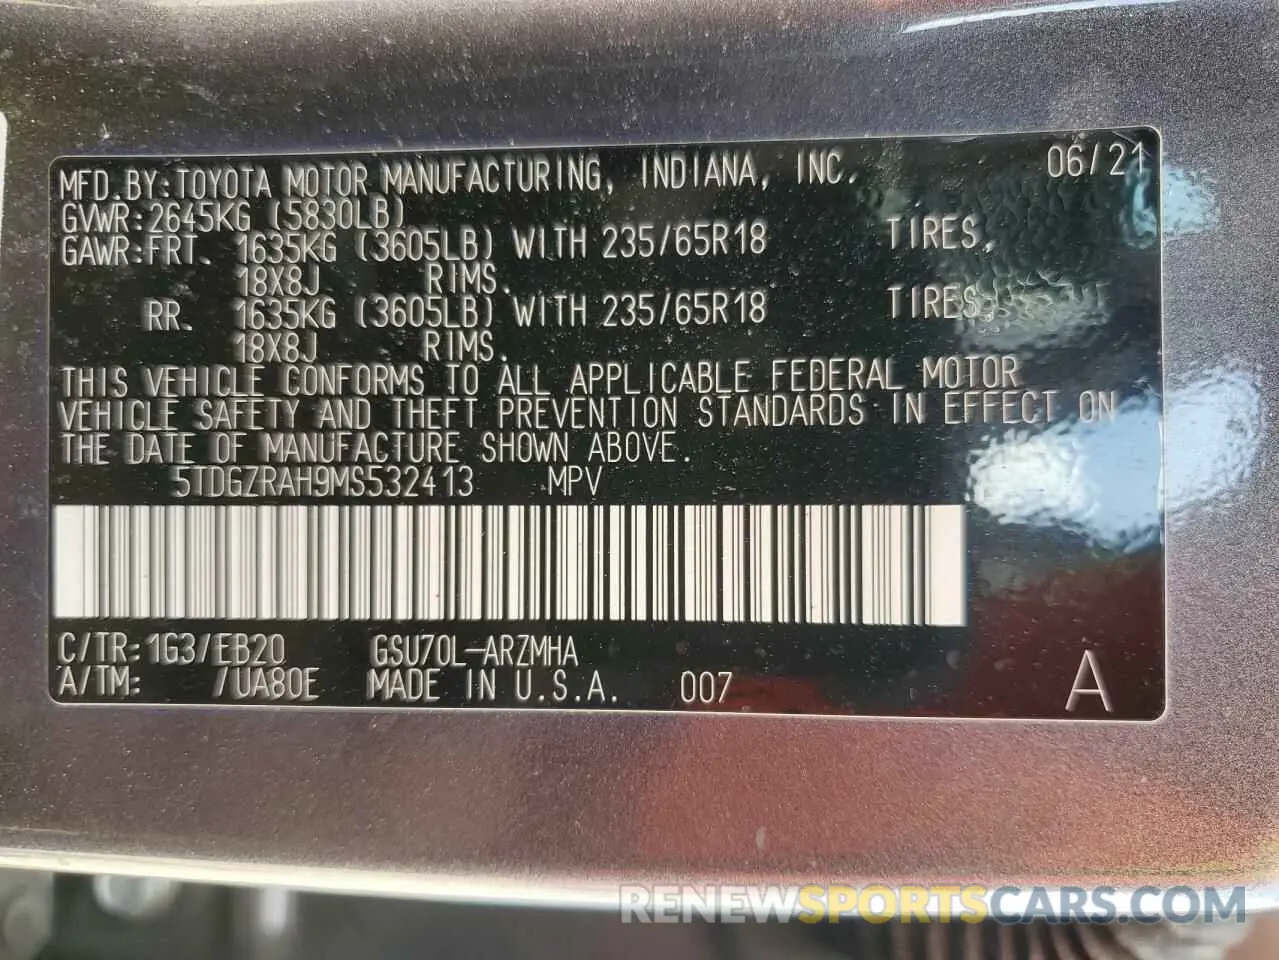 MFD.BY:TOYOTA MOTOR MANUFACTURING, INDIANA, INC. 06/21
GVWR:2645KG (5830LB)
GAWR:FRT. 1635KG (3605LB) WITH 235/65R18 TIRES,
18X8J RIMS.
RR. 1635KG (3605LB) WITH 235/65R18 TIRES,
18X8J RIMS.
THIS VEHICLE CONFORMS TO ALL APPLICABLE FEDERAL MOTOR
VEHICLE SAFETY AND THEFT PREVENTION STANDARDS IN EFFECT ON
THE DATE OF MANUFACTURE SHOWN ABOVE.
5TDGZRAH9MS532413 MPV
C/TR:1G3/EB20 GSU70L-ARZMHA
A/TM: /UA80E MADE IN U.S.A. 007 A
RENEWSPORTSCARS.COM